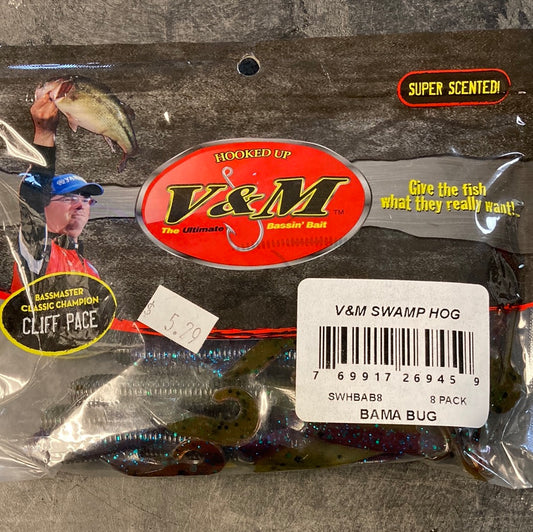 SUPER SCENTED!
HOOKED UP
V&M™
The Ultimate Bassin' Bait
Give the fish
what they really want!
BASSMASTER
CLASSIC CHAMPION
CLIFF PACE
$ 5.29
V&M SWAMP HOG
7 69917 26945 9
SWHBAB8 8 PACK
BAMA BUG